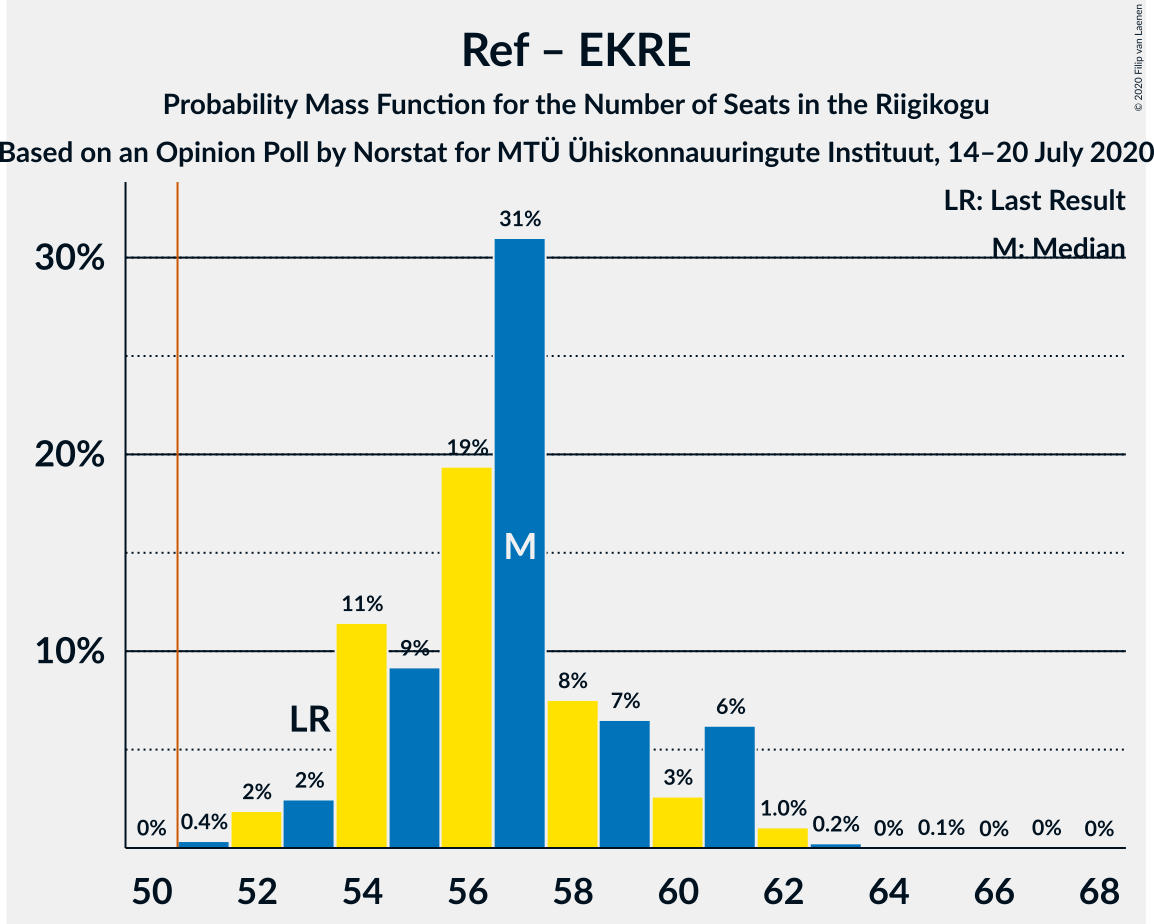 Ref – EKRE
Probability Mass Function for the Number of Seats in the Riigikogu
Based on an Opinion Poll by Norstat for MTÜ Ühiskonnauuringute Instituut, 14–20 July 2020
© 2020 Filip van Laenen
LR: Last Result
M: Median
30%
20%
10%
0%
0.4%
2%
2%
LR
11%
9%
19%
31%
M
8%
7%
3%
6%
1.0%
0.2%
0%
0.1%
0%
0%
0%
50 52 54 56 58 60 62 64 66 68